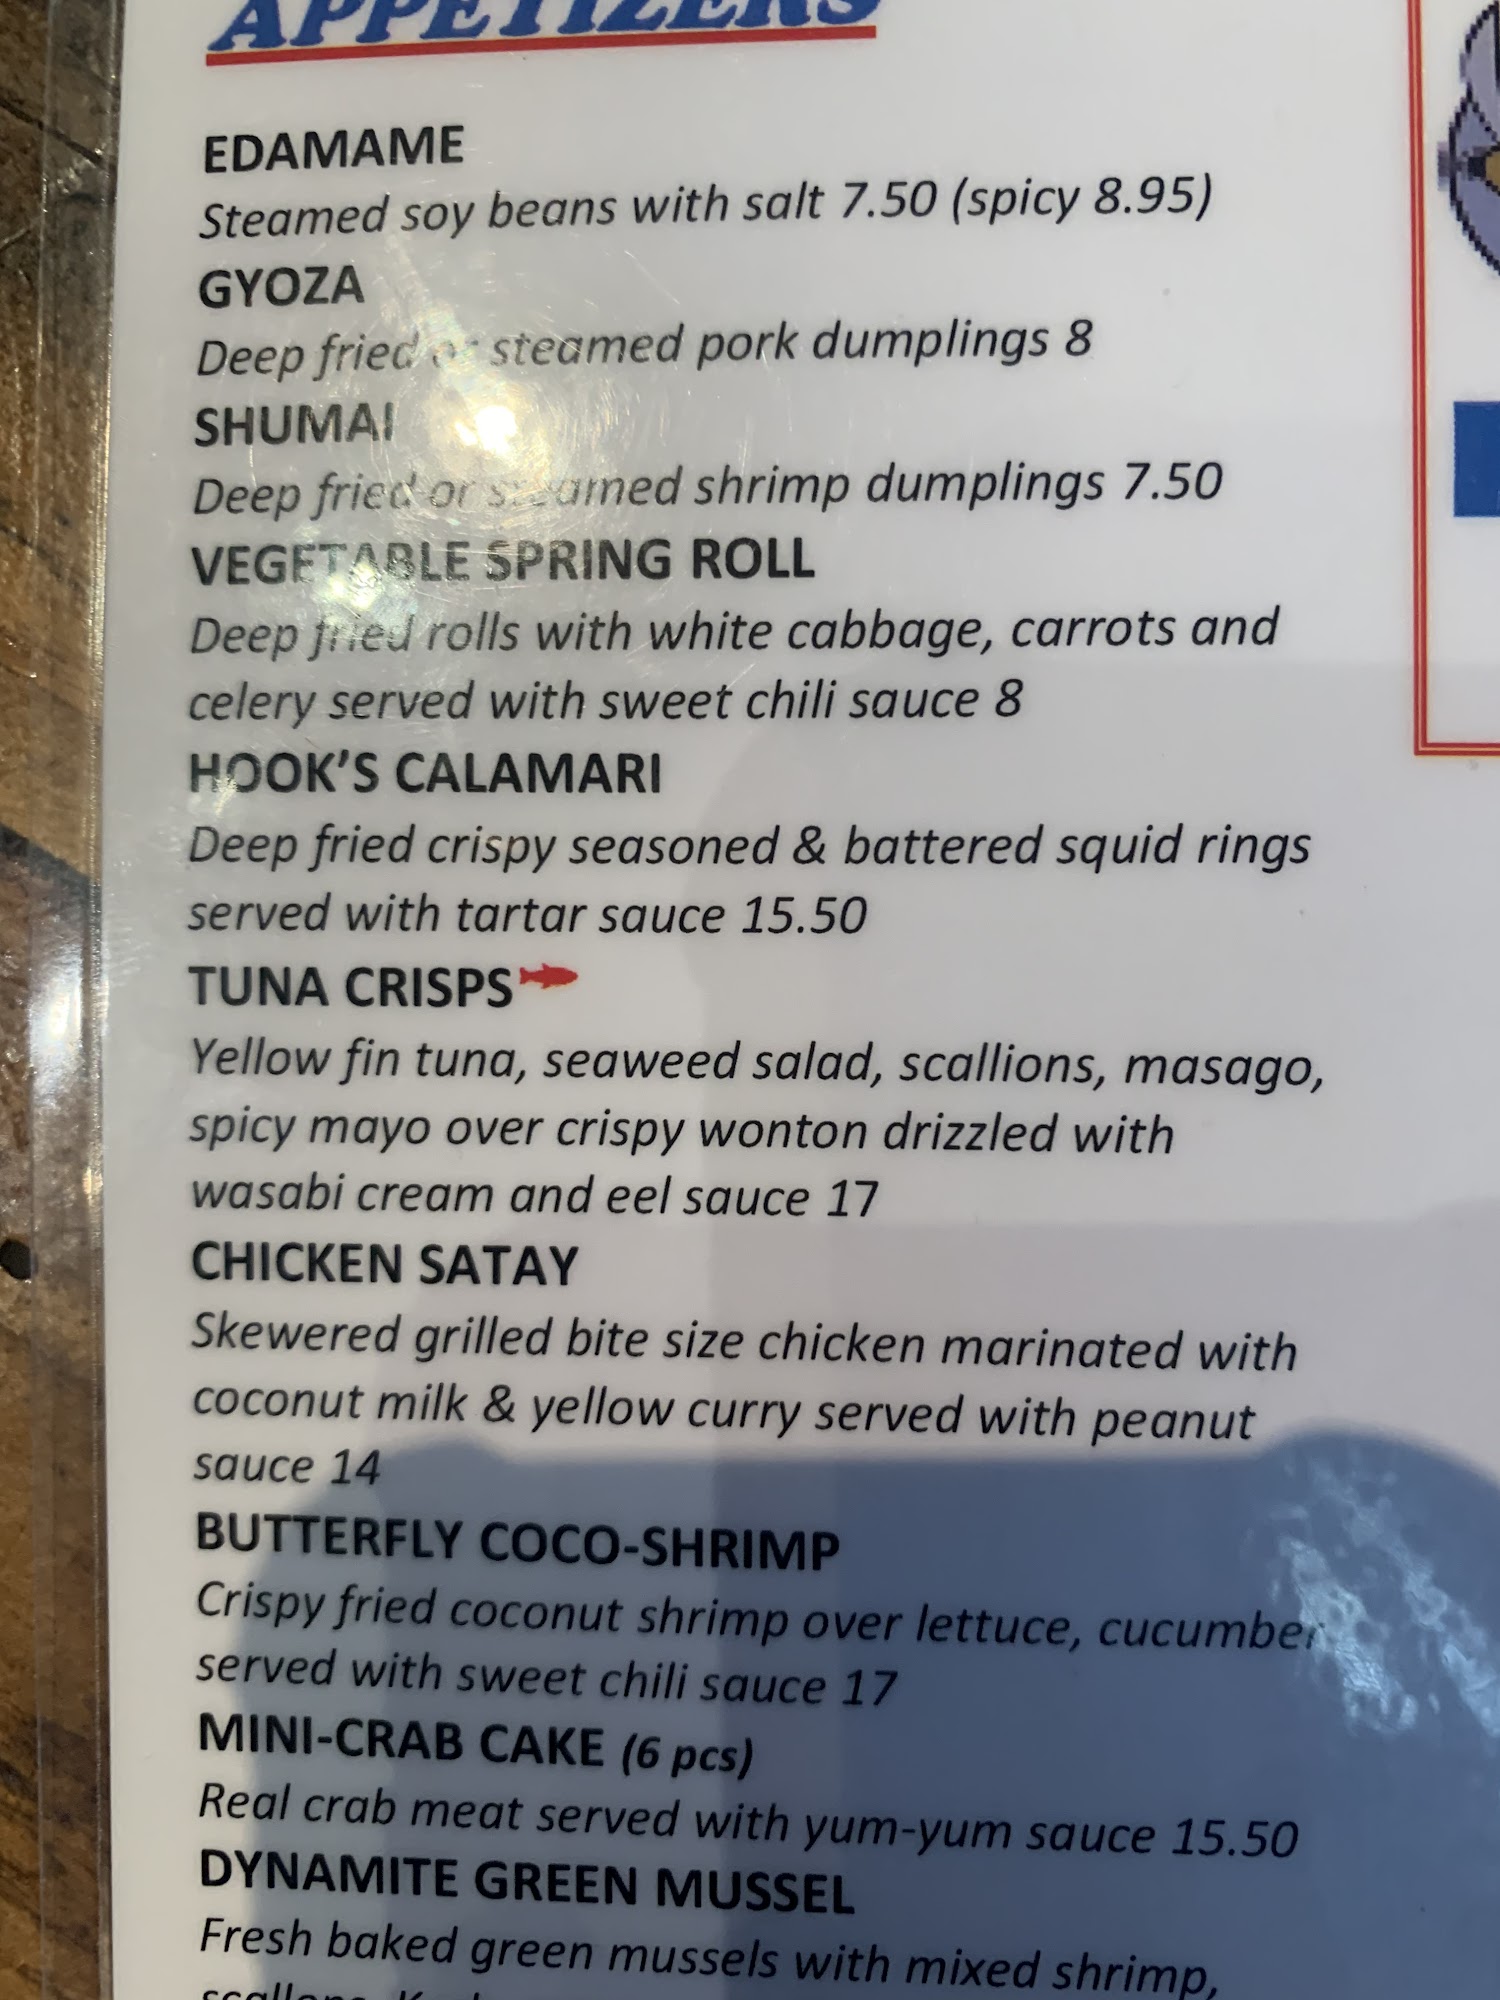 APPETIZERS
EDAMAME
Steamed soy beans with salt 7.50 (spicy 8.95)
GYOZA
Deep fried or steamed pork dumplings 8
SHUMAI
Deep fried or steamed shrimp dumplings 7.50
VEGETABLE SPRING ROLL
Deep fried rolls with white cabbage, carrots and
celery served with sweet chili sauce 8
HOOK'S CALAMARI
Deep fried crispy seasoned & battered squid rings
served with tartar sauce 15.50
TUNA CRISPS
Yellow fin tuna, seaweed salad, scallions, masago,
spicy mayo over crispy wonton drizzled with
wasabi cream and eel sauce 17
CHICKEN SATAY
Skewered grilled bite size chicken marinated with
coconut milk & yellow curry served with peanut
sauce 14
BUTTERFLY COCO-SHRIMP
Crispy fried coconut shrimp over lettuce, cucumber
served with sweet chili sauce 17
MINI-CRAB CAKE (6 pcs)
Real crab meat served with yum-yum sauce 15.50
DYNAMITE GREEN MUSSEL
Fresh baked green mussels with mixed shrimp,